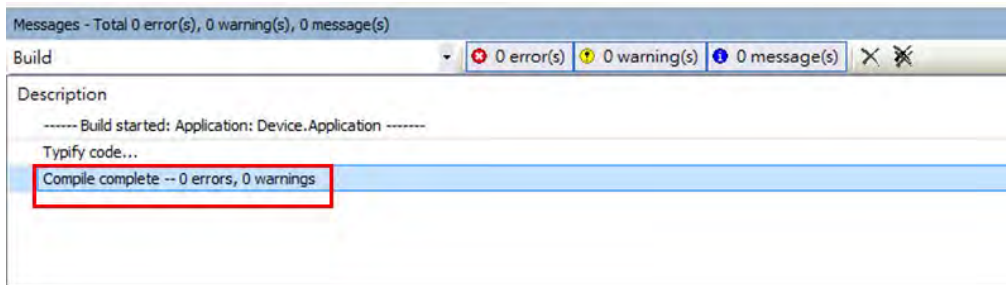 Messages - Total 0 error(s), 0 warning(s), 0 message(s)
Build 0 error(s) 0 warning(s) 0 message(s)
Description
------ Build started: Application: Device.Application -------
Typify code...
Compile complete -- 0 errors, 0 warnings